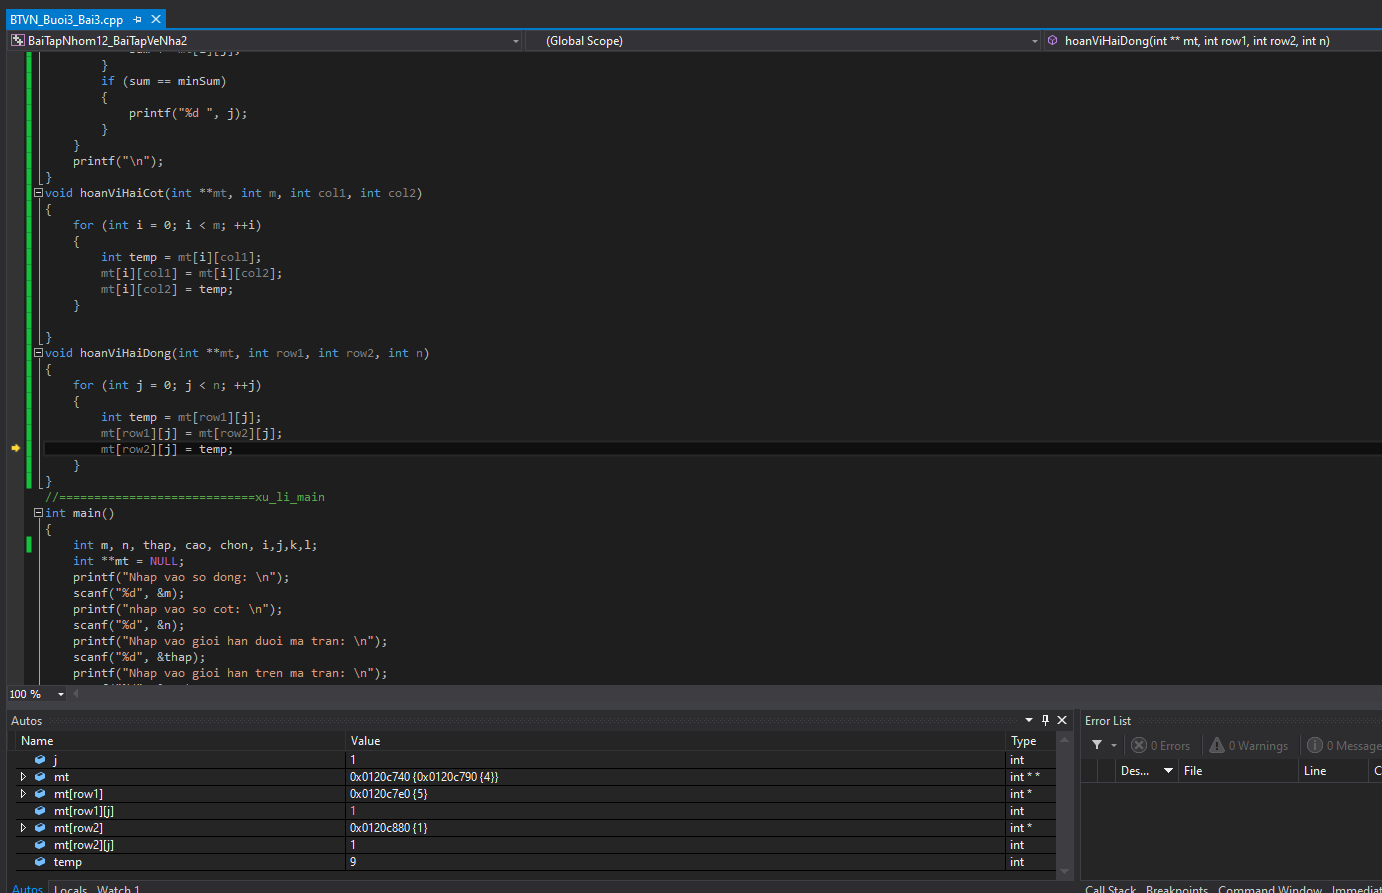 BTVN_Buoi3_Bai3.cpp
BaiTapNhom12_BaiTapVeNha2
(Global Scope)
hoanViHaiDong(int ** mt, int row1, int row2, int n)
}
if (sum == minSum)
{
printf("%d ", j);
}
}
printf("\n");
}
void hoanViHaiCot(int **mt, int m, int col1, int col2)
{
for (int i = 0; i < m; ++i)
{
int temp = mt[i][col1];
mt[i][col1] = mt[i][col2];
mt[i][col2] = temp;
}
}
void hoanViHaiDong(int **mt, int row1, int row2, int n)
{
for (int j = 0; j < n; ++j)
{
int temp = mt[row1][j];
mt[row1][j] = mt[row2][j];
mt[row2][j] = temp;
}
}
//============================xu_li_main
int main()
{
int m, n, thap, cao, chon, i,j,k,l;
int **mt = NULL;
printf("Nhap vao so dong: \n");
scanf("%d", &m);
printf("nhap vao so cot: \n");
scanf("%d", &n);
printf("Nhap vao gioi han duoi ma tran: \n");
scanf("%d", &thap);
printf("Nhap vao gioi han tren ma tran: \n");
100 %
Autos
Name Value Type
j 1 int
mt 0x0120c740 {0x0120c790 {4}} int * *
mt[row1] 0x0120c7e0 {5} int *
mt[row1][j] 1 int
mt[row2] 0x0120c880 {1} int *
mt[row2][j] 1 int
temp 9 int
Autos Locals Watch 1
Error List
0 Errors 0 Warnings 0 Message
Des... File Line C
Call Stack Breakpoints Command Window Immediat